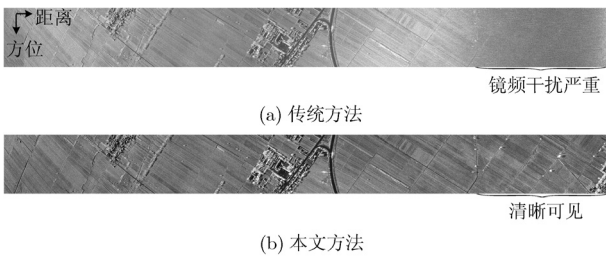 距离
方位
镜频干扰严重
(a) 传统方法
清晰可见
(b) 本文方法